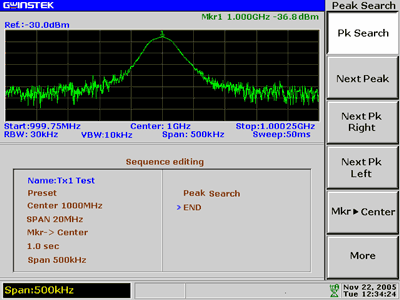 GWINSTEK
Mkr1 1.000GHz -36.8dBm
Ref.:-30.0dBm
Start:999.75MHz Center: 1GHz Stop:1.00025GHz
RBW: 30kHz VBW:10kHz Span: 500kHz Sweep:50ms
Sequence editing
Name:Tx1 Test
Preset
Center 1000MHz
SPAN 20MHz
Mkr-> Center
1.0 sec
Span 500kHz
Peak Search
> END
Span:500kHz
Peak Search
Pk Search
Next Peak
Next Pk
Right
Next Pk
Left
Mkr▶Center
More
Nov 22, 2005
Tue 12:34:24